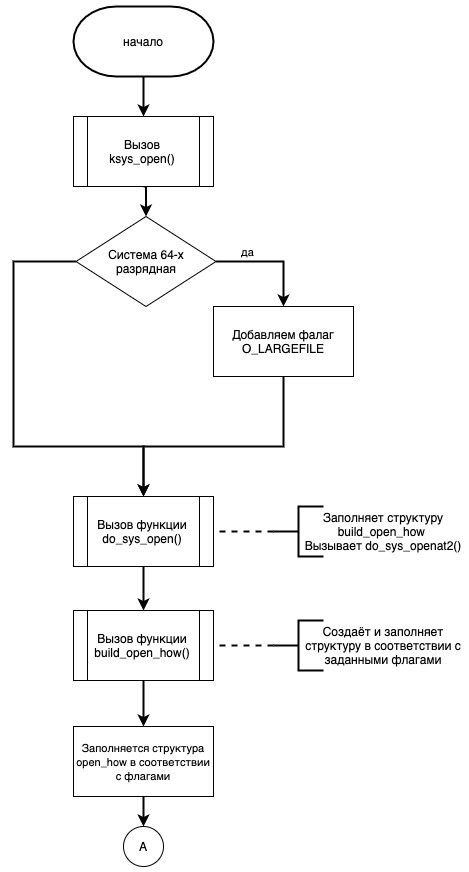 начало
Вызов
ksys_open()
Система 64-х
разрядная
да
Добавляем фалаг
O_LARGEFILE
Вызов функции
do_sys_open()
Заполняет структуру
build_open_how
Вызывает do_sys_openat2()
Вызов функции
build_open_how()
Создаёт и заполняет
структуру в соответствии с
заданными флагами
Заполняется структура
open_how в соответствии
с флагами
A